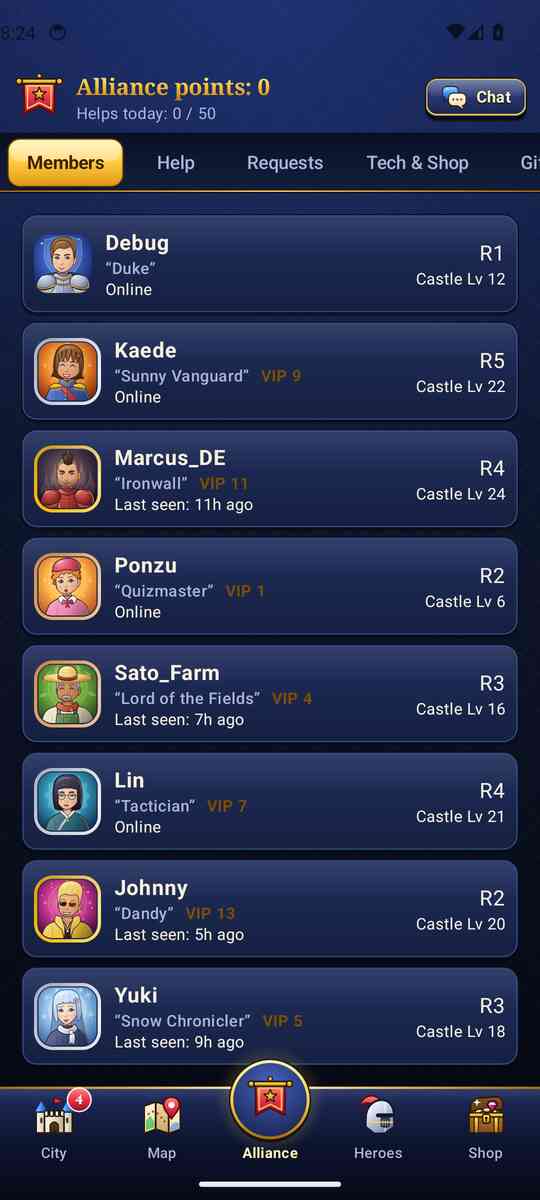 8:24
Alliance points: 0
Helps today: 0 / 50
Chat
Members
Help
Requests
Tech & Shop
Gi
Debug
“Duke”
Online
R1
Castle Lv 12
Kaede
“Sunny Vanguard” VIP 9
Online
R5
Castle Lv 22
Marcus_DE
“Ironwall” VIP 11
Last seen: 11h ago
R4
Castle Lv 24
Ponzu
“Quizmaster” VIP 1
Online
R2
Castle Lv 6
Sato_Farm
“Lord of the Fields” VIP 4
Last seen: 7h ago
R3
Castle Lv 16
Lin
“Tactician” VIP 7
Online
R4
Castle Lv 21
Johnny
“Dandy” VIP 13
Last seen: 5h ago
R2
Castle Lv 20
Yuki
“Snow Chronicler” VIP 5
Last seen: 9h ago
R3
Castle Lv 18
4
City
Map
Alliance
Heroes
Shop